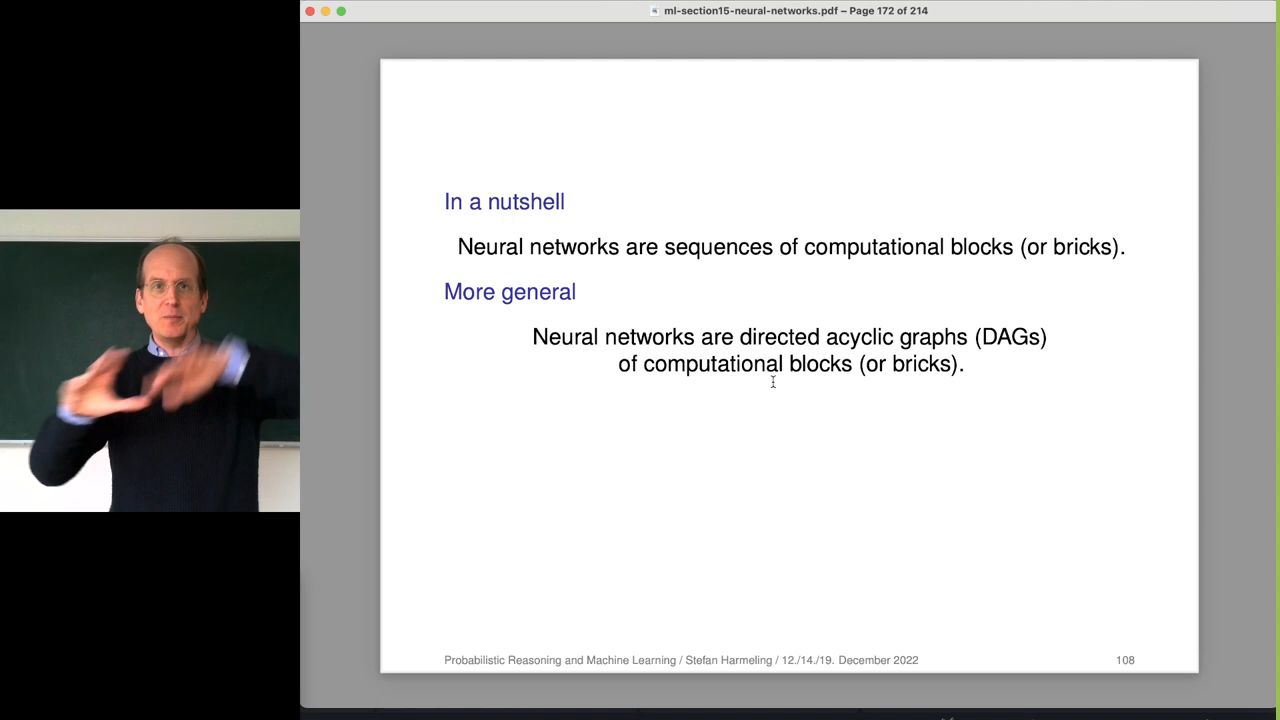 ml-section15-neural-networks.pdf – Page 172 of 214
In a nutshell
Neural networks are sequences of computational blocks (or bricks).
More general
Neural networks are directed acyclic graphs (DAGs)
of computational blocks (or bricks).
Probabilistic Reasoning and Machine Learning / Stefan Harmeling / 12./14./19. December 2022
108